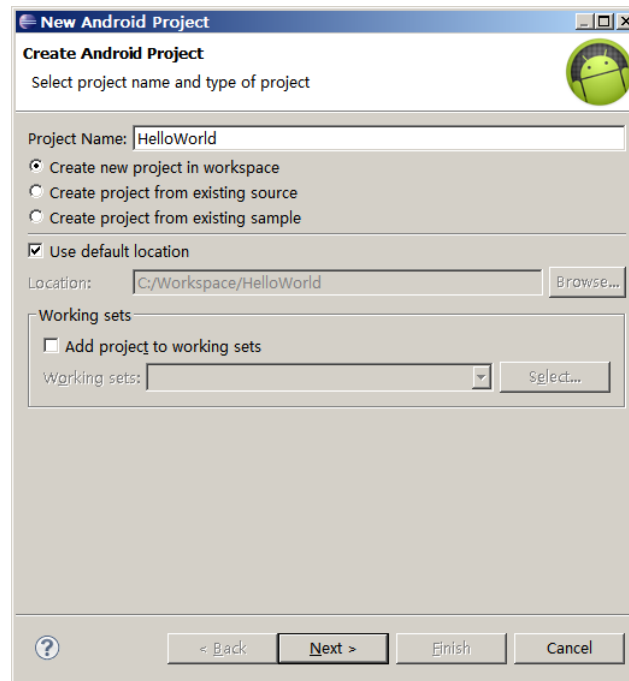 New Android Project
Create Android Project
Select project name and type of project
Project Name: HelloWorld
Create new project in workspace
Create project from existing source
Create project from existing sample
Use default location
Location: C:/Workspace/HelloWorld Browse...
Working sets
Add project to working sets
Working sets: Select...
? < Back Next > Finish Cancel